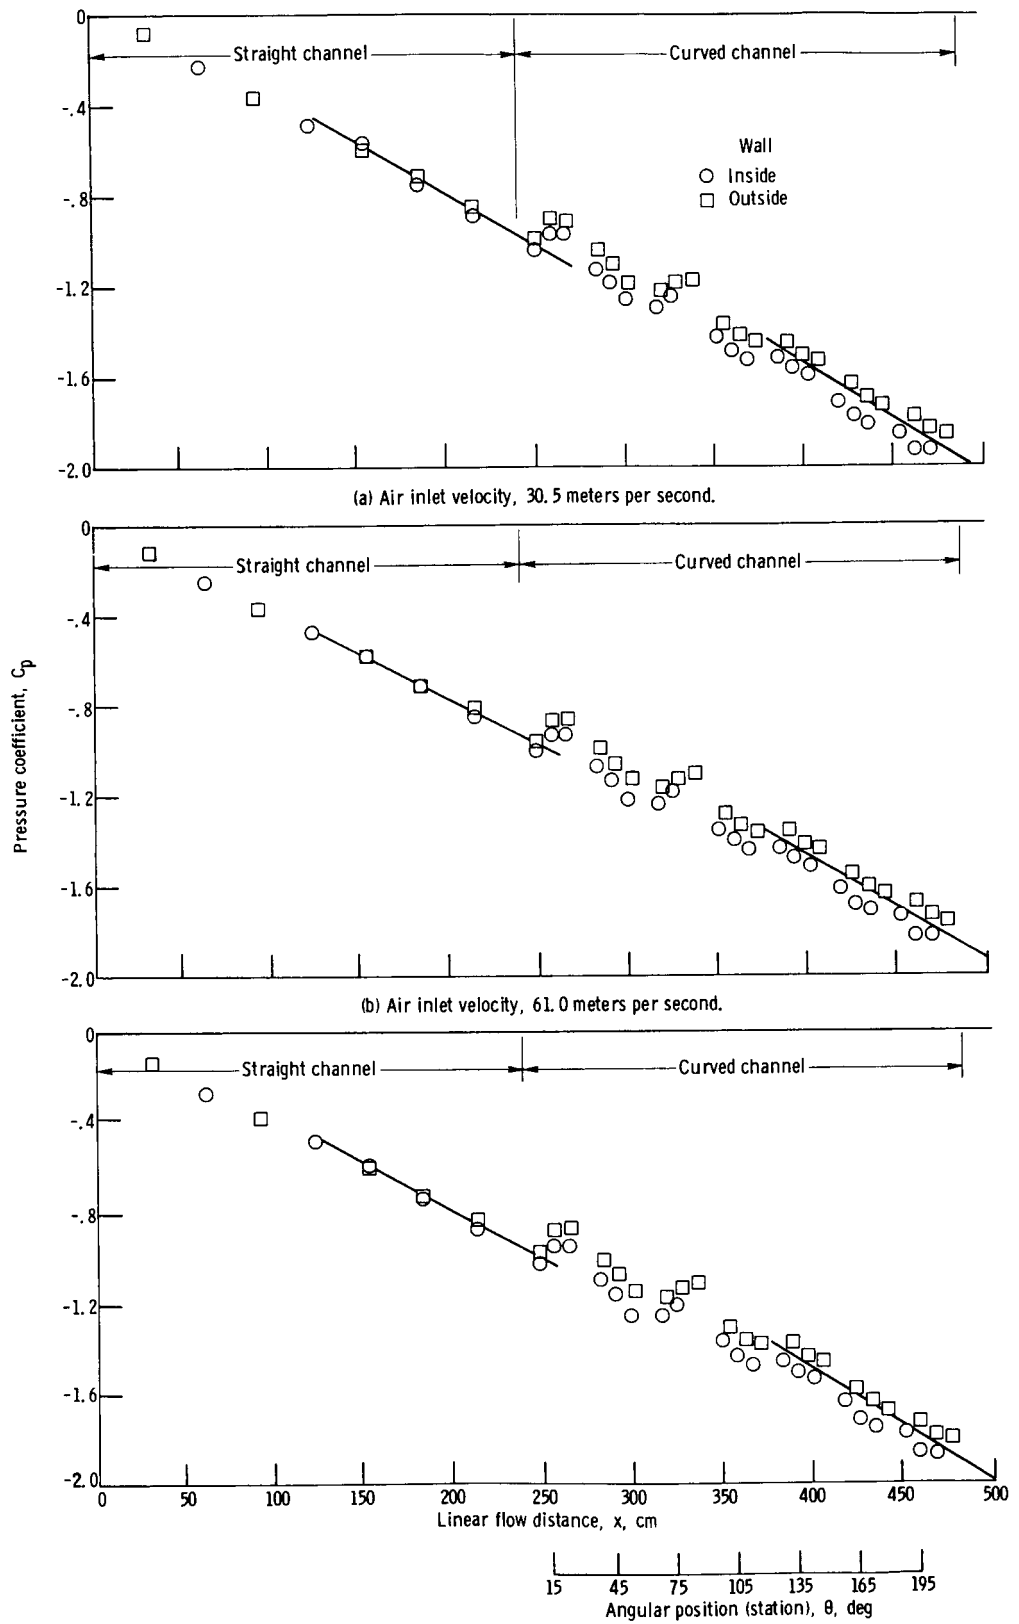 0
Straight channel
Curved channel
-.4
Wall
Inside
Outside
-.8
-1.2
-1.6
-2.0
(a) Air inlet velocity, 30.5 meters per second.
0
Straight channel
Curved channel
-.4
-.8
-1.2
-1.6
-2.0
Pressure coefficient, Cp
(b) Air inlet velocity, 61.0 meters per second.
0
Straight channel
Curved channel
-.4
-.8
-1.2
-1.6
-2.0
0 50 100 150 200 250 300 350 400 450 500
Linear flow distance, x, cm
15 45 75 105 135 165 195
Angular position (station), θ, deg